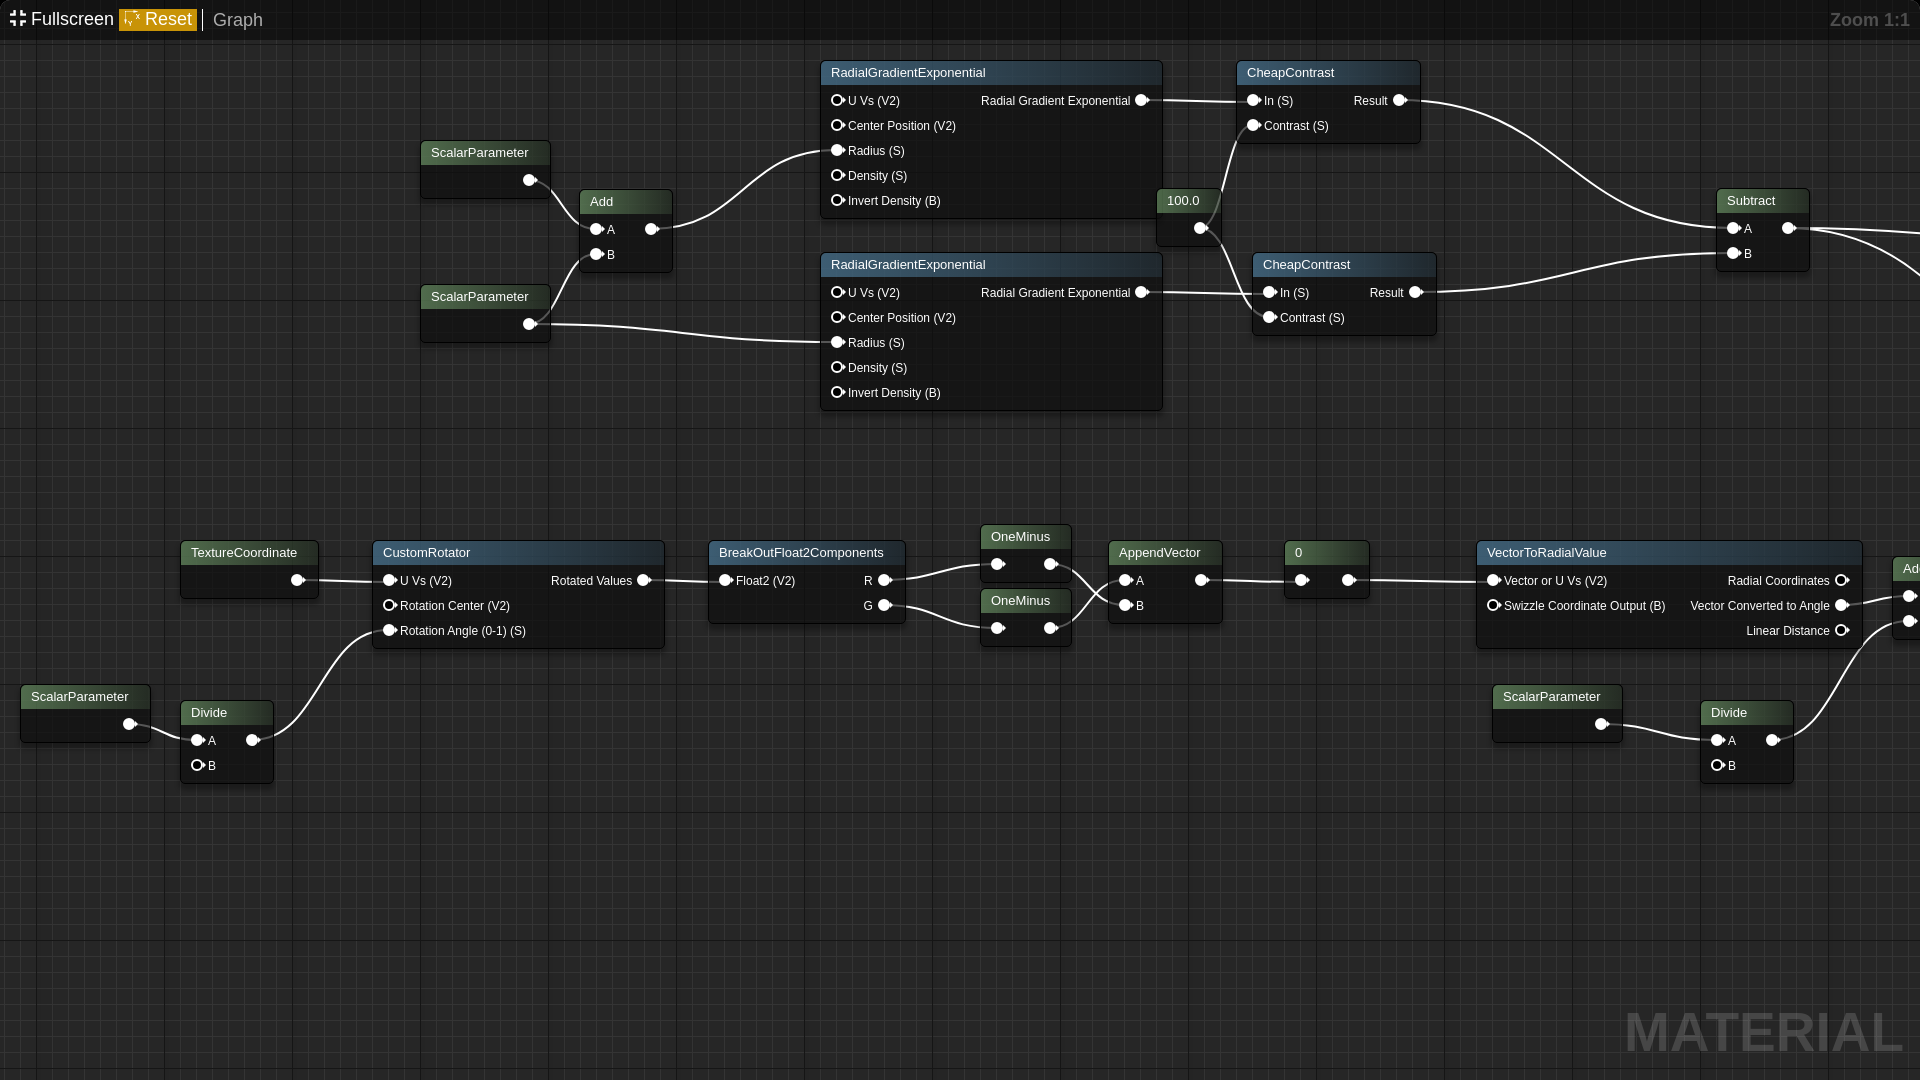 Fullscreen Reset Graph Zoom 1:1
RadialGradientExponential
U Vs (V2) Radial Gradient Exponential
Center Position (V2)
Radius (S)
Density (S)
Invert Density (B)
CheapContrast
In (S) Result
Contrast (S)
ScalarParameter
Add
A
B
100.0
Subtract
A
B
ScalarParameter
RadialGradientExponential
U Vs (V2) Radial Gradient Exponential
Center Position (V2)
Radius (S)
Density (S)
Invert Density (B)
CheapContrast
In (S) Result
Contrast (S)
TextureCoordinate
CustomRotator
U Vs (V2) Rotated Values
Rotation Center (V2)
Rotation Angle (0-1) (S)
BreakOutFloat2Components
Float2 (V2) R
G
OneMinus
OneMinus
AppendVector
A
B
0
VectorToRadialValue
Vector or U Vs (V2) Radial Coordinates
Swizzle Coordinate Output (B) Vector Converted to Angle
Linear Distance
ScalarParameter
Divide
A
B
ScalarParameter
Divide
A
B
MATERIAL